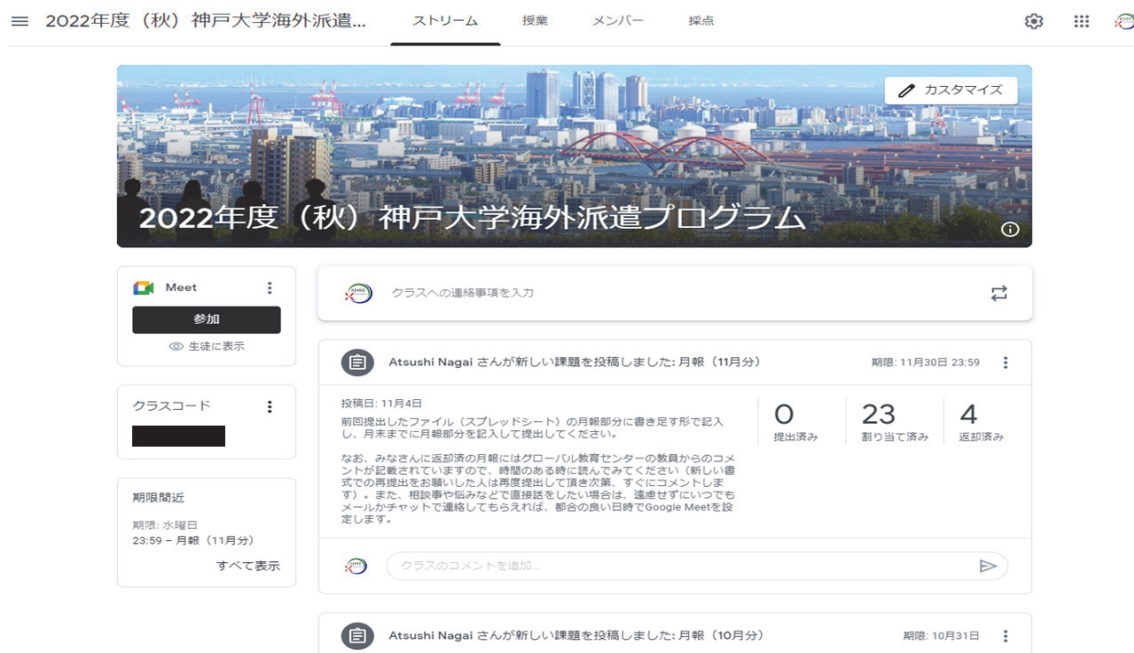 2022年度（秋）神戸大学海外派遣...
ストリーム
授業
メンバー
採点
カスタマイズ
2022年度（秋）神戸大学海外派遣プログラム
Meet
参加
生徒に表示
クラスコード
期限間近
期限: 水曜日
23:59 – 月報（11月分）
すべて表示
クラスへの連絡事項を入力
Atsushi Nagai さんが新しい課題を投稿しました: 月報（11月分）
期限: 11月30日 23:59
投稿日: 11月4日
前回提出したファイル（スプレッドシート）の月報部分に書き足す形で記入
し、月末までに月報部分を記入して提出してください。
なお、みなさんに返却済の月報にはグローバル教育センターの教員からのコメ
ントが記載されていますので、時間のある時に読んでみてください（新しい書
式での再提出をお願いした人は再度提出して頂き次第、すぐにコメントしま
す）。また、相談事や悩みなどで直接話をしたい場合は、遠慮せずにいつでも
メールかチャットで連絡してもらえれば、都合の良い日時でGoogle Meetを設
定します。
0
提出済み
23
割り当て済み
4
返却済み
クラスのコメントを追加...
Atsushi Nagai さんが新しい課題を投稿しました: 月報（10月分）
期限: 10月31日